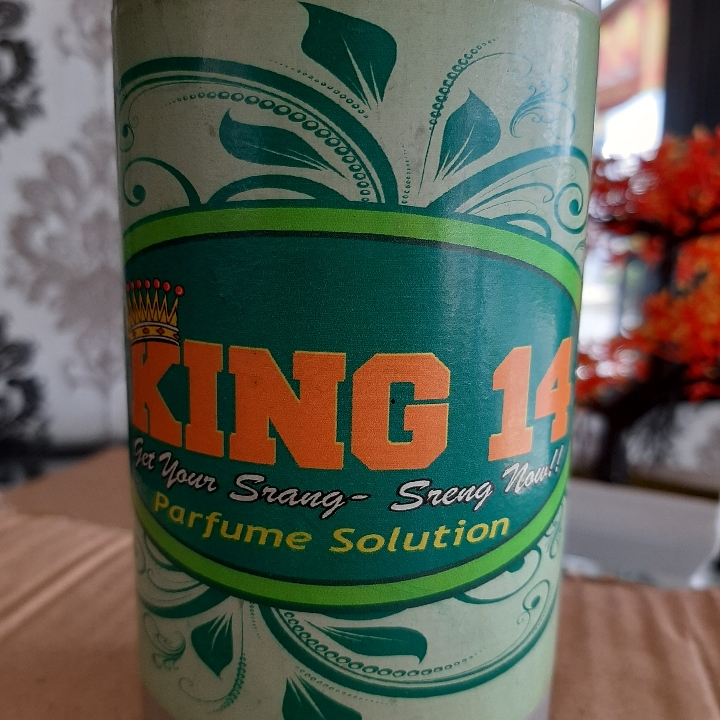 KING 14
Get Your Srang- Sreng Now!!
Parfume Solution